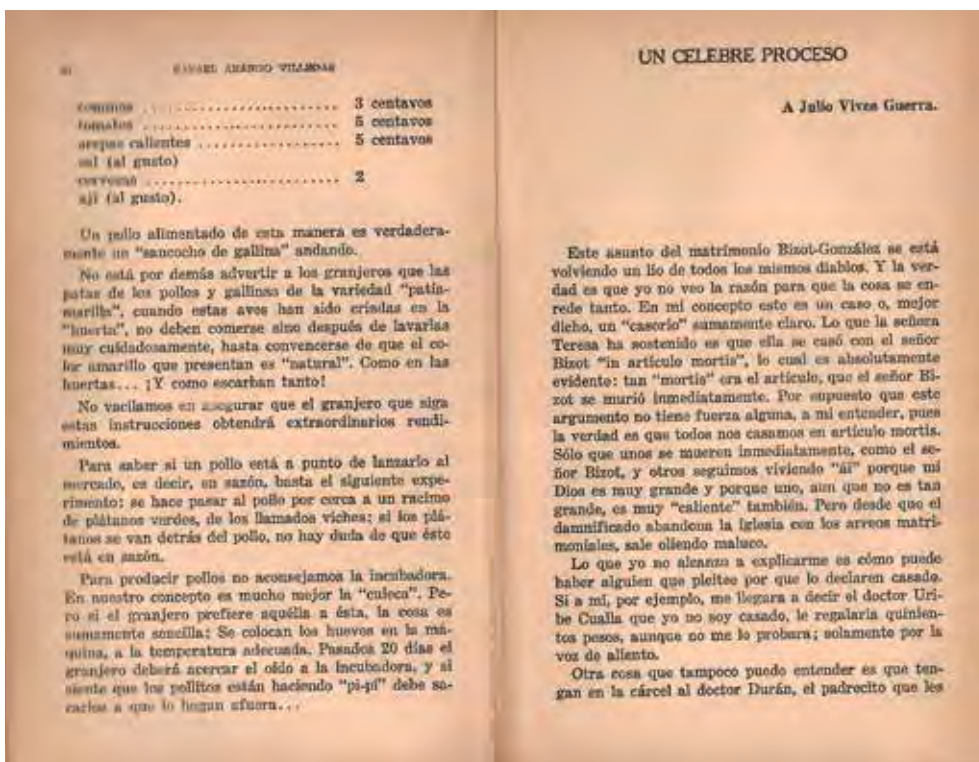 RAFAEL ARANGO VILLEGAS
cominos ........................ 3 centavos
tomates ........................ 5 centavos
arepas calientes .................. 5 centavos
sal (al gusto)
cervezas ........................ 2
ají (al gusto).
Un pollo alimentado de esta manera es verdadera-
mente un "sancocho de gallina" andando.
No está por demás advertir a los granjeros que las
patas de los pollos y gallinas de la variedad "patia-
marilla", cuando estas aves han sido criadas en la
"huerta", no deben comerse sino después de lavarlas
muy cuidadosamente, hasta convencerse de que el co-
lor amarillo que presentan es "natural". Como en las
huertas... ¡Y como escarban tanto!
No vacilamos en asegurar que el granjero que siga
estas instrucciones obtendrá extraordinarios rendi-
mientos.
Para saber si un pollo está a punto de lanzarlo al
mercado, es decir, en sazón, basta el siguiente expe-
rimento: se hace pasar al pollo por cerca a un racimo
de plátanos verdes, de los llamados viches; si los plá-
tanos se van detrás del pollo, no hay duda de que éste
está en sazón.
Para producir pollos no aconsejamos la incubadora.
En nuestro concepto es mucho mejor la "culeca". Pe-
ro si el granjero prefiere aquélla a ésta, la cosa es
sumamente sencilla: Se colocan los huevos en la má-
quina, a la temperatura adecuada. Pasados 20 días el
granjero deberá acercar el oído a la incubadora, y si
siente que los pollitos están haciendo "pi-pí" debe sa-
carlos a que lo hagan afuera...
UN CELEBRE PROCESO
A Julio Vives Guerra.
Este asunto del matrimonio Bizot-González se está
volviendo un lío de todos los mismos diablos. Y la ver-
dad es que yo no veo la razón para que la cosa se en-
rede tanto. En mi concepto este es un caso o, mejor
dicho, un "casorio" sumamente claro. Lo que la señora
Teresa ha sostenido es que ella se casó con el señor
Bizot "in artículo mortis", lo cual es absolutamente
evidente: tan "mortis" era el artículo, que el señor Bi-
zot se murió inmediatamente. Por supuesto que este
argumento no tiene fuerza alguna, a mi entender, pues
la verdad es que todos nos casamos en artículo mortis.
Sólo que unos se mueren inmediatamente, como el se-
ñor Bizot, y otros seguimos viviendo "ái" porque mi
Dios es muy grande y porque uno, aun que no es tan
grande, es muy "caliente" también. Pero desde que el
damnificado abandona la iglesia con los arreos matri-
moniales, sale oliendo maluco.
Lo que yo no alcanzo a explicarme es cómo puede
haber alguien que pleitee por que lo declaren casado.
Si a mí, por ejemplo, me llegara a decir el doctor Uri-
be Cualla que yo no soy casado, le regalaría quinien-
tos pesos, aunque no me lo probara; solamente por la
voz de aliento.
Otra cosa que tampoco puedo entender es que ten-
gan en la cárcel al doctor Durán, el padrecito que les